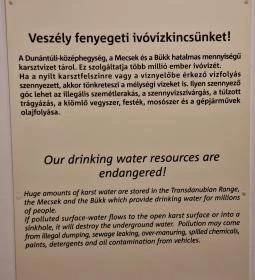 Veszély fenyegeti ivóvízkincsünket!
A Dunántúli-középhegység, a Mecsek és a Bükk hatalmas mennyiségű
karsztvizet tárol. Ez szolgáltatja több millió ember ivóvizét.
Ha a nyílt karsztfelszínre vagy a víznyelőbe érkező vízfolyás
szennyezett, akkor tönkreteszi a mélységi vizeket is. Ilyen szennyező
góc lehet az illegális szemétlerakás, a szennyvízszivárgás, a túlzott
trágyázás, a kiömlő vegyszer, festék, mosószer és a gépjárművek
olajfolyása.
Our drinking water resources are
endangered!
Huge amounts of karst water are stored in the Transdanubian Range,
the Mecsek and the Bükk which provide drinking water for millions
of people.
If polluted surface-water flows to the open karst surface or into a
sinkhole, it will destroy the underground water. Pollution may come
from illegal dumping, sewage leaking, over-manuring, spilled chemicals,
paints, detergents and oil contamination from vehicles.